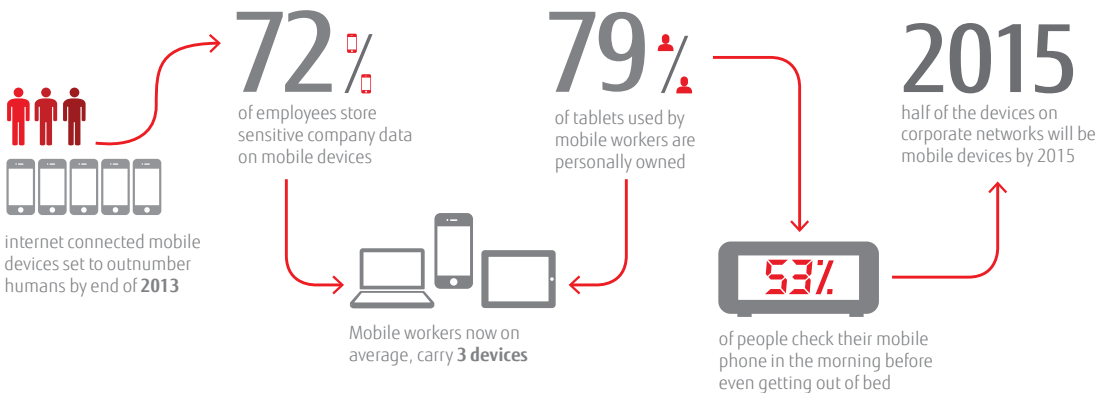 internet connected mobile
devices set to outnumber
humans by end of 2013
72%
of employees store
sensitive company data
on mobile devices
Mobile workers now on
average, carry 3 devices
79%
of tablets used by
mobile workers are
personally owned
53%
of people check their mobile
phone in the morning before
even getting out of bed
2015
half of the devices on
corporate networks will be
mobile devices by 2015